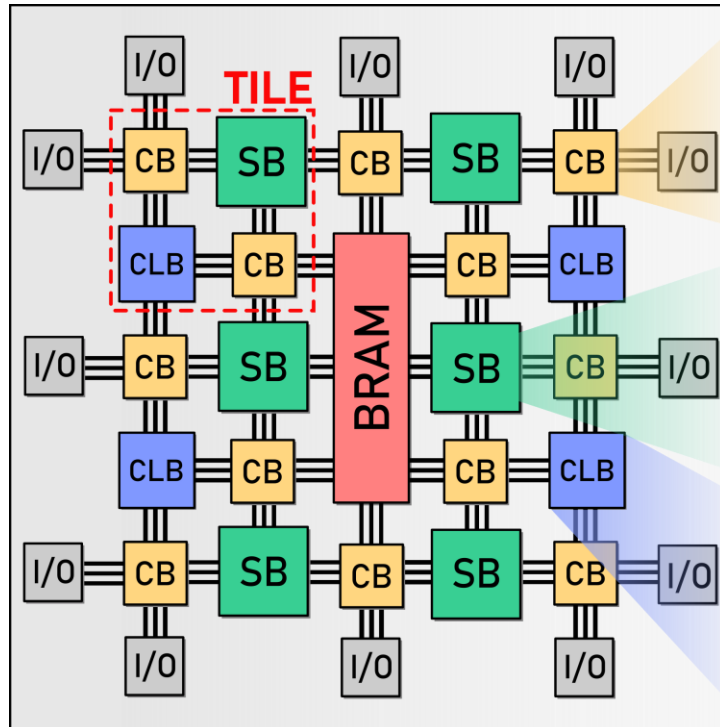 I/O I/O I/O
TILE
I/O CB SB CB SB CB I/O
CLB CB CB CLB
BRAM
I/O CB SB SB CB I/O
CLB CB CB CLB
I/O CB SB CB SB CB I/O
I/O I/O I/O